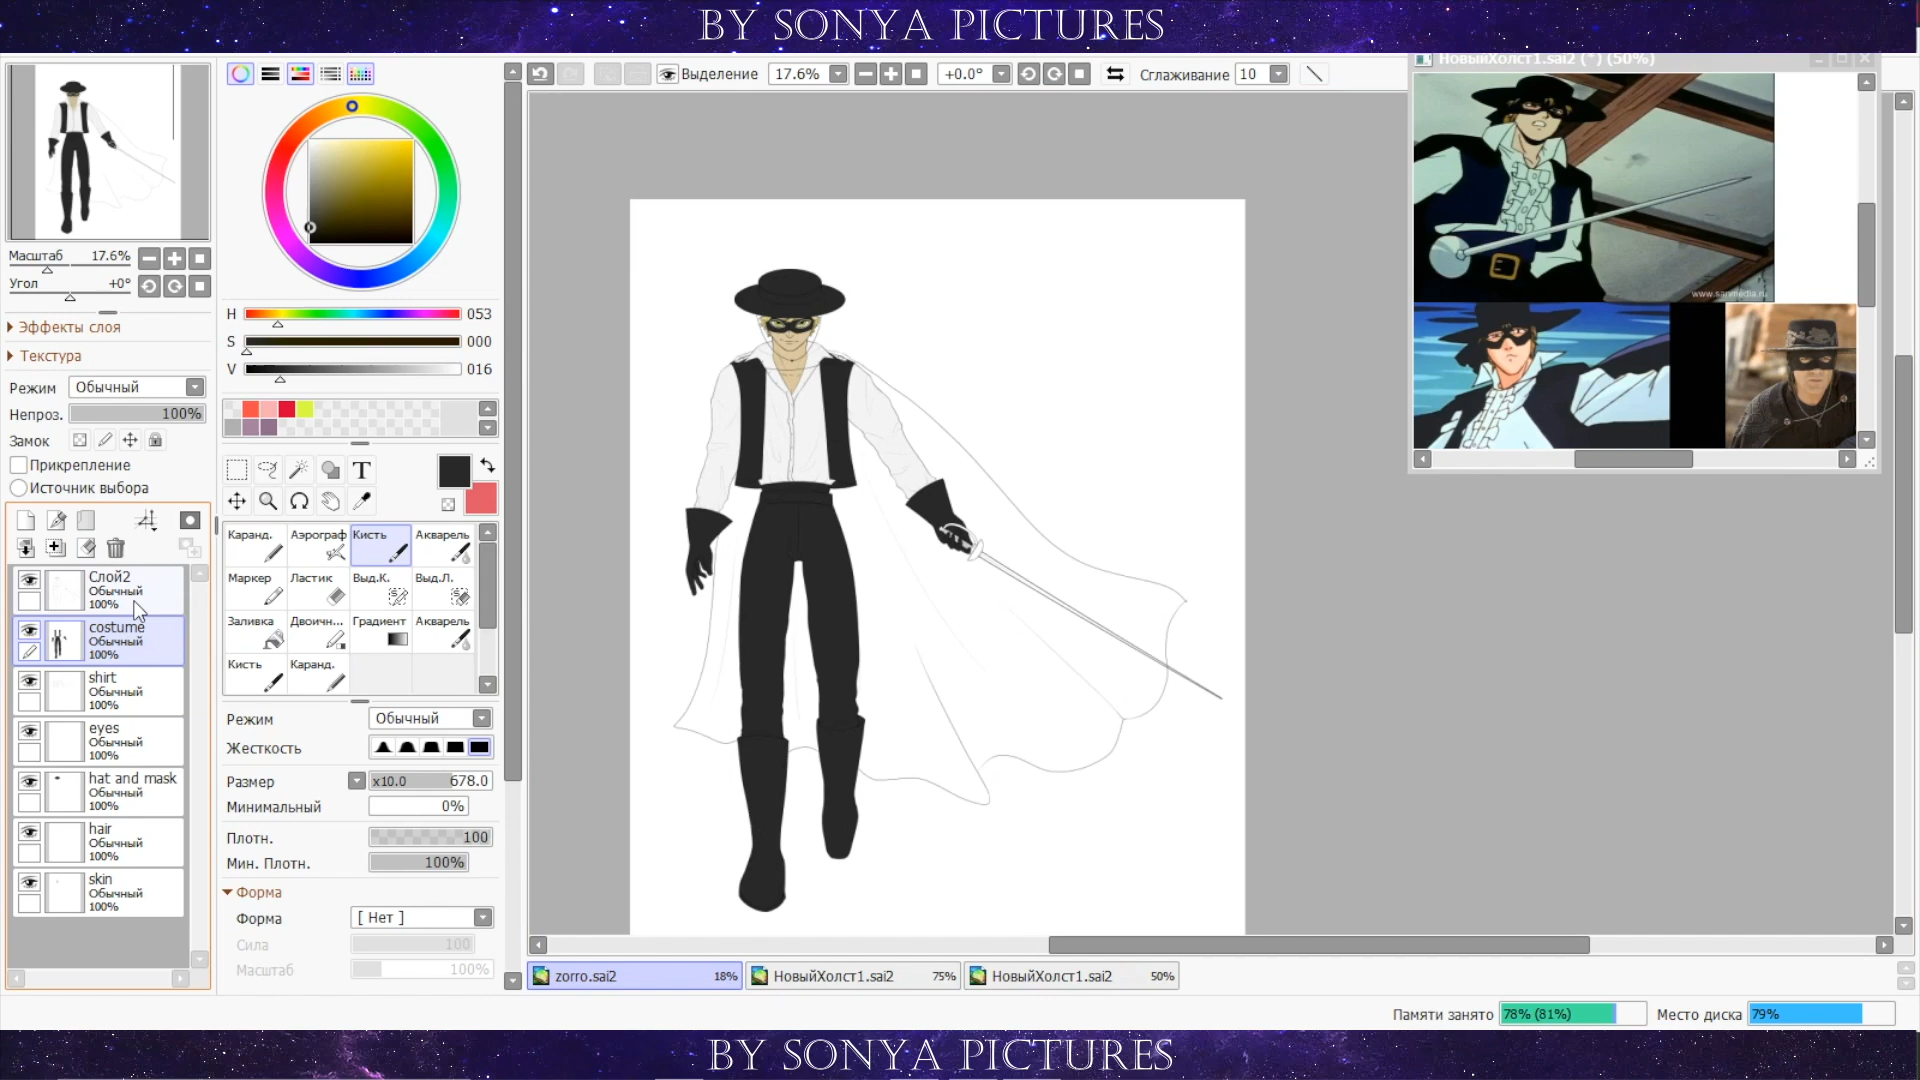 BY SONYA PICTURES
НовыйХолст1.sai2 (*) (50%)
Выделение
17.6%
+0.0°
Сглаживание
10
www.sanmedia.ru
Масштаб
17.6%
Угол
+0°
Эффекты слоя
Текстура
Режим
Обычный
Непроз.
100%
Замок
Прикрепление
Источник выбора
Слой2
Обычный
100%
costume
Обычный
100%
shirt
Обычный
100%
eyes
Обычный
100%
hat and mask
Обычный
100%
hair
Обычный
100%
skin
Обычный
100%
H
053
S
000
V
016
T
Каранд.
Аэрограф
Кисть
Акварель
Маркер
Ластик
Выд.К.
Выд.Л.
Заливка
Двоичн...
Градиент
Акварель
Кисть
Каранд.
Режим
Обычный
Жесткость
Размер
x10.0
678.0
Минимальный
0%
Плотн.
100
Мин. Плотн.
100%
Форма
Форма
[ Нет ]
Сила
100
Масштаб
100%
zorro.sai2
18%
НовыйХолст1.sai2
75%
НовыйХолст1.sai2
50%
Памяти занято
78% (81%)
Место диска
79%
BY SONYA PICTURES